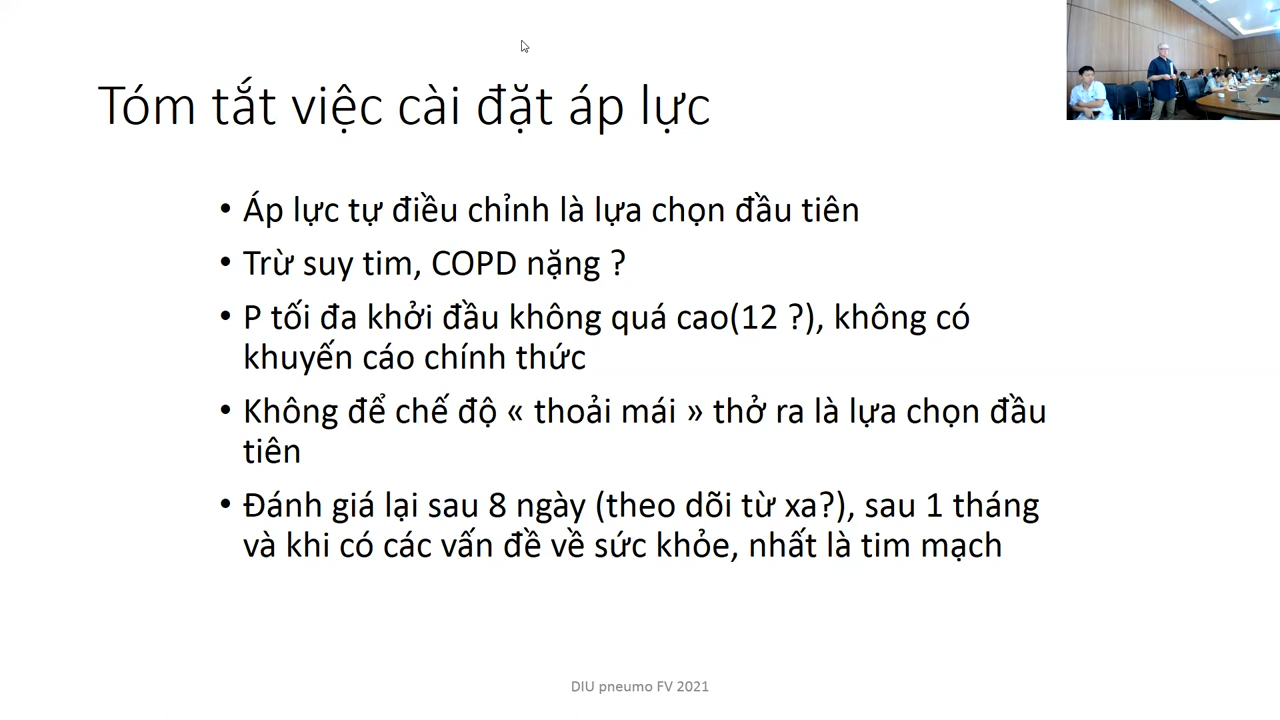 Tóm tắt việc cài đặt áp lực
• Áp lực tự điều chỉnh là lựa chọn đầu tiên
• Trừ suy tim, COPD nặng ?
• P tối đa khởi đầu không quá cao(12 ?), không có
khuyến cáo chính thức
• Không để chế độ « thoải mái » thở ra là lựa chọn đầu
tiên
• Đánh giá lại sau 8 ngày (theo dõi từ xa?), sau 1 tháng
và khi có các vấn đề về sức khỏe, nhất là tim mạch
DIU pneumo FV 2021